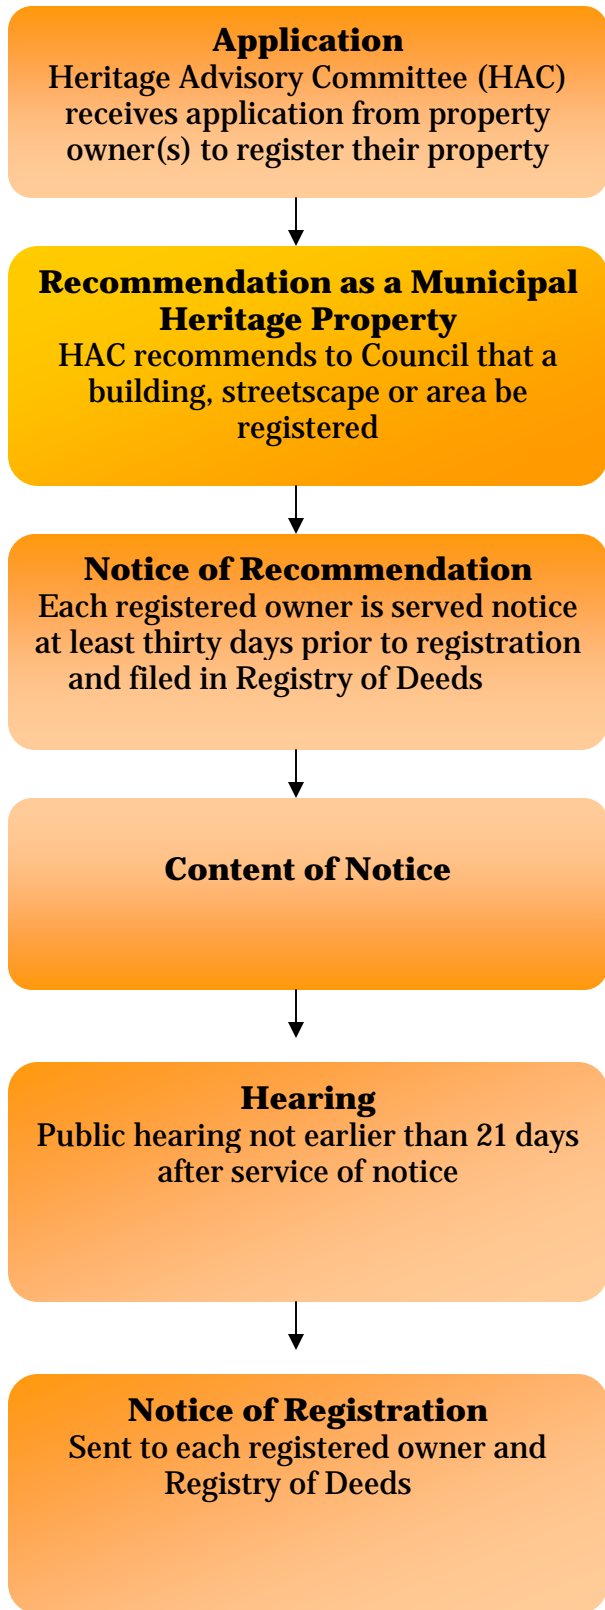 Application
Heritage Advisory Committee (HAC)
receives application from property
owner(s) to register their property
Recommendation as a Municipal
Heritage Property
HAC recommends to Council that a
building, streetscape or area be
registered
Notice of Recommendation
Each registered owner is served notice
at least thirty days prior to registration
and filed in Registry of Deeds
Content of Notice
Hearing
Public hearing not earlier than 21 days
after service of notice
Notice of Registration
Sent to each registered owner and
Registry of Deeds